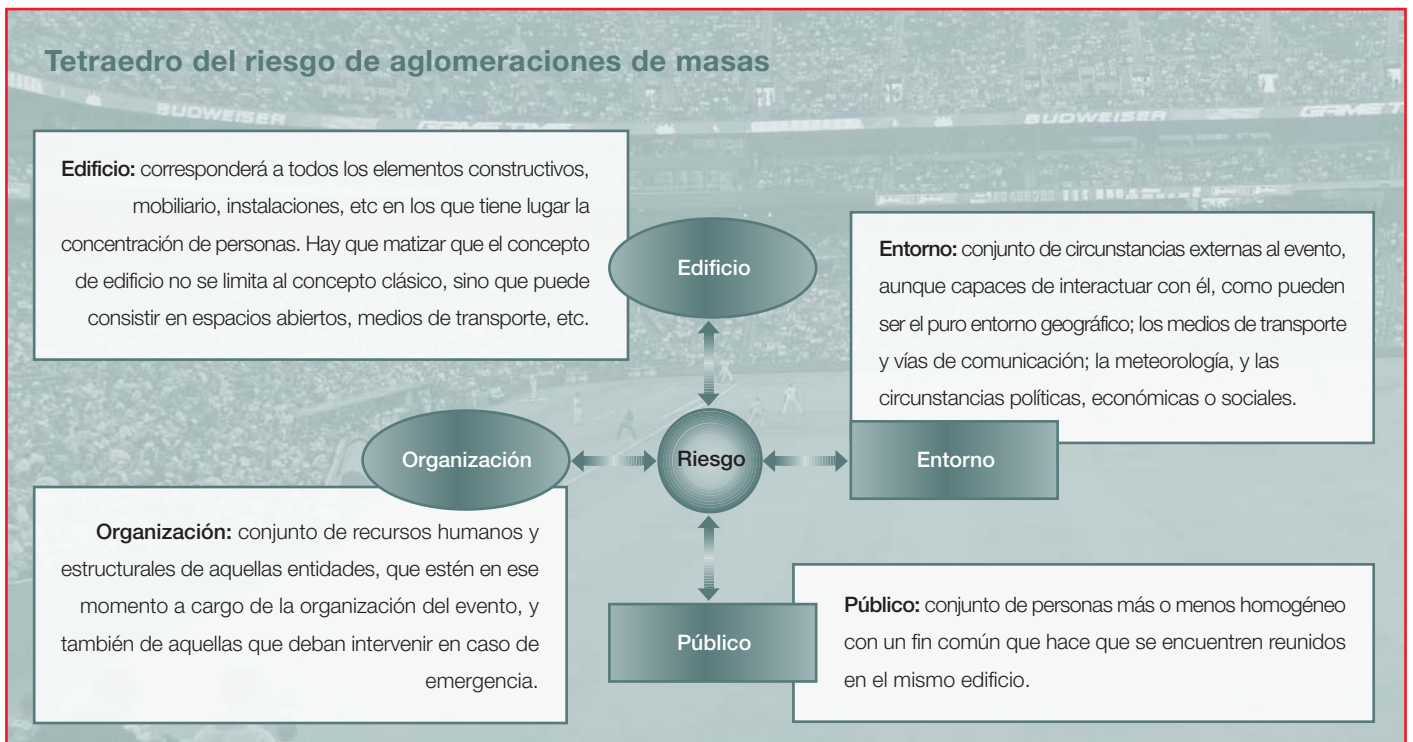 Tetraedro del riesgo de aglomeraciones de masas
BUDWEISER
GAME TIME
BUDWEISER
Edificio: corresponderá a todos los elementos constructivos,
mobiliario, instalaciones, etc en los que tiene lugar la
concentración de personas. Hay que matizar que el concepto
de edificio no se limita al concepto clásico, sino que puede
consistir en espacios abiertos, medios de transporte, etc.
Edificio
Entorno: conjunto de circunstancias externas al evento,
aunque capaces de interactuar con él, como pueden
ser el puro entorno geográfico; los medios de transporte
y vías de comunicación; la meteorología, y las
circunstancias políticas, económicas o sociales.
Organización
Riesgo
Entorno
Organización: conjunto de recursos humanos y
estructurales de aquellas entidades, que estén en ese
momento a cargo de la organización del evento, y
también de aquellas que deban intervenir en caso de
emergencia.
Público
Público: conjunto de personas más o menos homogéneo
con un fin común que hace que se encuentren reunidos
en el mismo edificio.